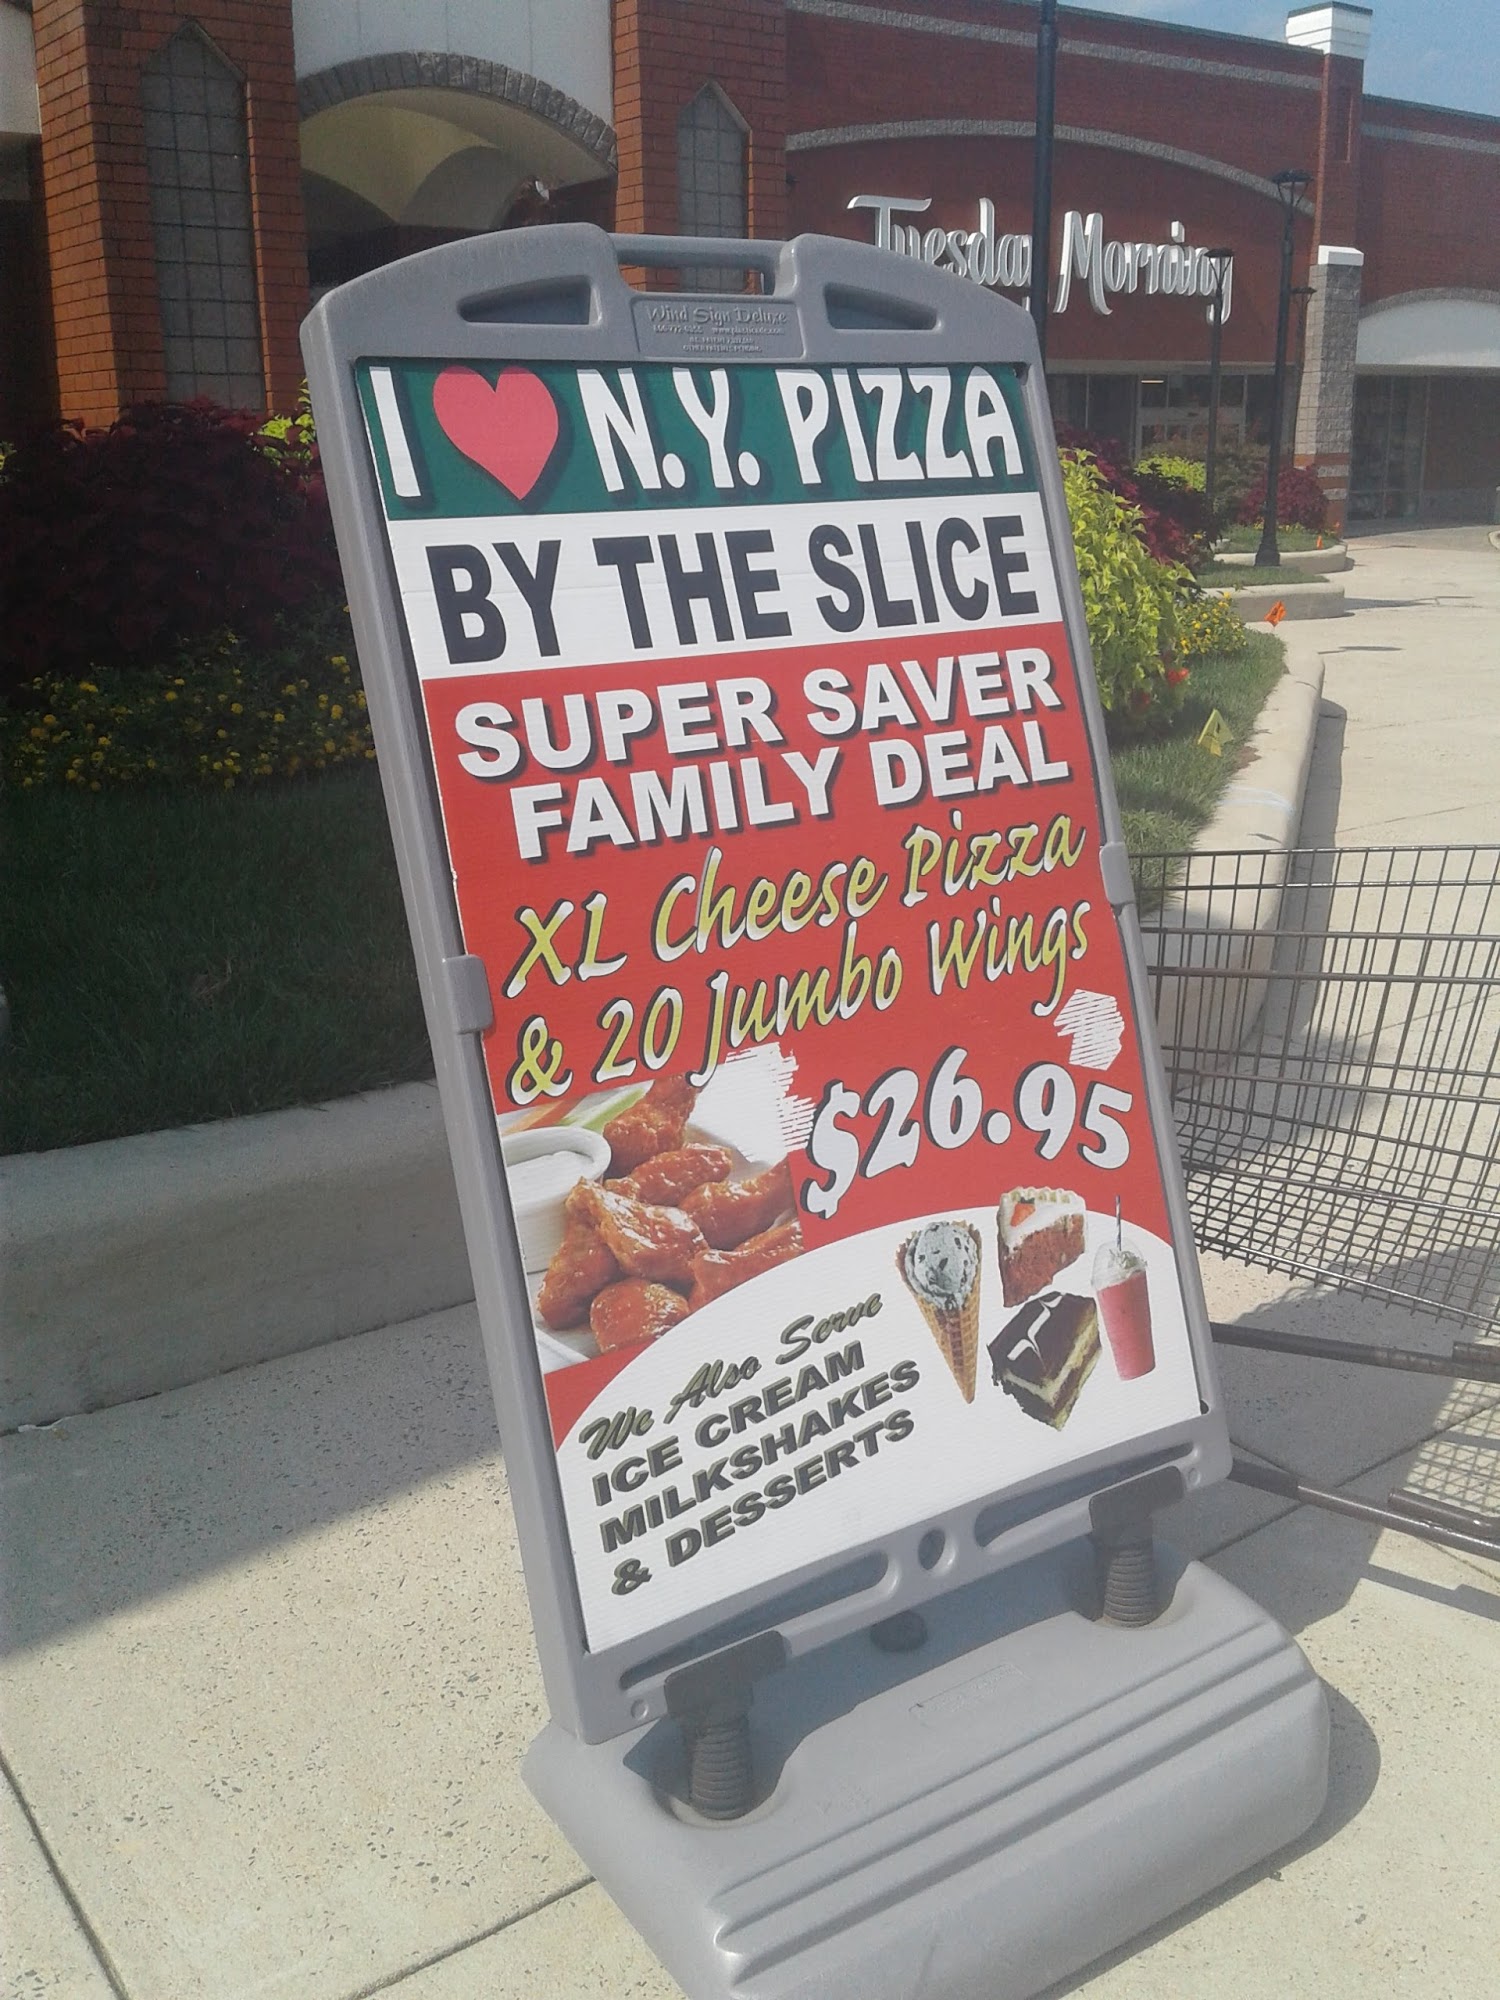 Tuesday Morning
Wind Sign Deluxe
I ♥ N.Y. PIZZA
BY THE SLICE
SUPER SAVER
FAMILY DEAL
XL Cheese Pizza
& 20 Jumbo Wings
$26.95
We Also Serve
ICE CREAM
MILKSHAKES
& DESSERTS